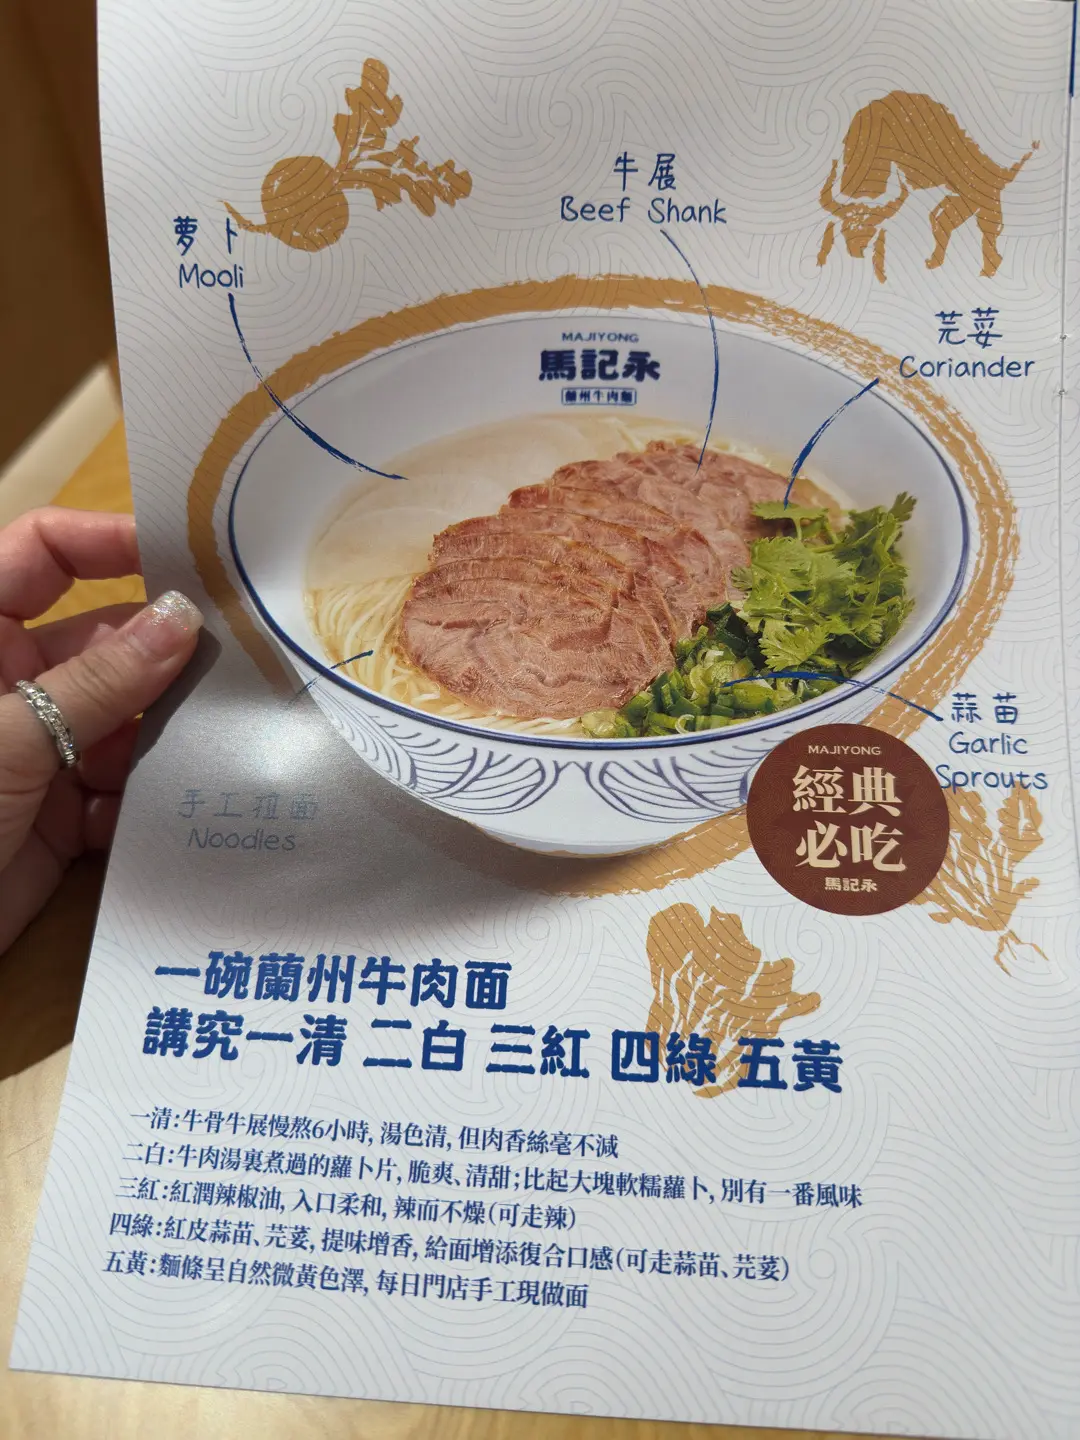 牛展
Beef Shank
萝卜
Mooli
芫荽
Coriander
MAJIYONG
馬記永
蘭州牛肉麵
蒜苗
Garlic
Sprouts
MAJIYONG
經典
必吃
馬記永
手工拉面
Noodles
一碗蘭州牛肉面
講究一清 二白 三紅 四綠 五黃
一清:牛骨牛展慢熬6小時, 湯色清, 但肉香絲毫不減
二白:牛肉湯裏煮過的蘿卜片, 脆爽、清甜;比起大塊軟糯蘿卜, 別有一番風味
三紅:紅潤辣椒油, 入口柔和, 辣而不燥(可走辣)
四綠:紅皮蒜苗、芫荽, 提味增香, 給面增添復合口感(可走蒜苗、芫荽)
五黃:麵條呈自然微黃色澤, 每日門店手工現做面